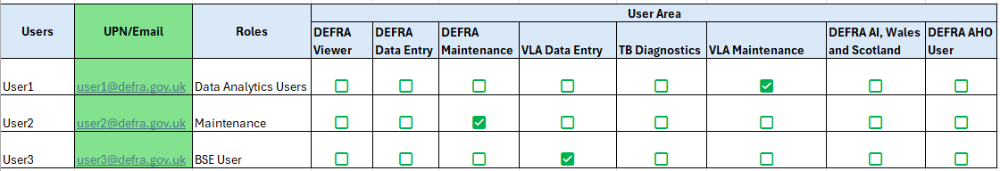 User Area
Users UPN/Email Roles DEFRA Viewer DEFRA Data Entry DEFRA Maintenance VLA Data Entry TB Diagnostics VLA Maintenance DEFRA AI, Wales and Scotland DEFRA AHO User
User1 user1@defra.gov.uk Data Analytics Users
User2 user2@defra.gov.uk Maintenance
User3 user3@defra.gov.uk BSE User